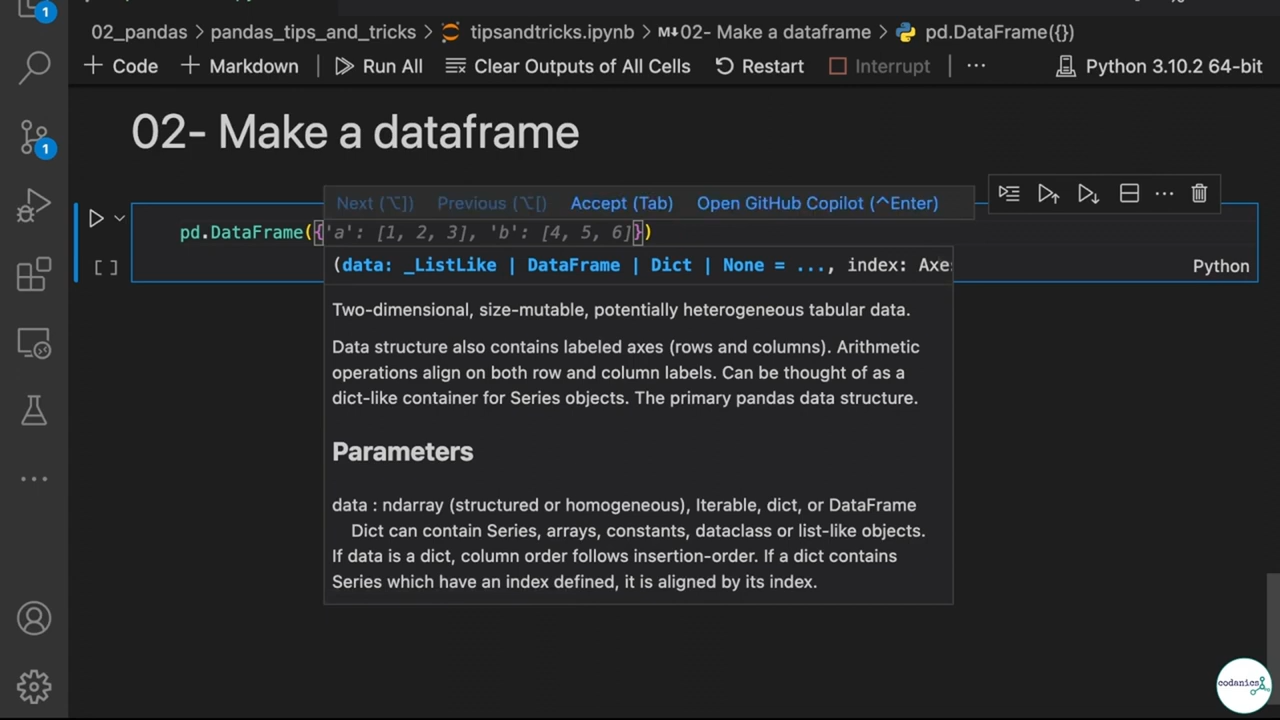 1
02_pandas > pandas_tips_and_tricks > tipsandtricks.ipynb > M↓02- Make a dataframe > pd.DataFrame({})
+ Code + Markdown | Run All Clear Outputs of All Cells Restart Interrupt | ... Python 3.10.2 64-bit
02- Make a dataframe
1
Next (⌥]) Previous (⌥[) Accept (Tab) Open GitHub Copilot (^Enter)
pd.DataFrame({'a': [1, 2, 3], 'b': [4, 5, 6]})
(data: _ListLike | DataFrame | Dict | None = ..., index:
[ ] Python
Two-dimensional, size-mutable, potentially heterogeneous tabular data.
Data structure also contains labeled axes (rows and columns). Arithmetic
operations align on both row and column labels. Can be thought of as a
dict-like container for Series objects. The primary pandas data structure.
Parameters
data : ndarray (structured or homogeneous), Iterable, dict, or DataFrame
Dict can contain Series, arrays, constants, dataclass or list-like objects.
If data is a dict, column order follows insertion-order. If a dict contains
Series which have an index defined, it is aligned by its index.
codanics